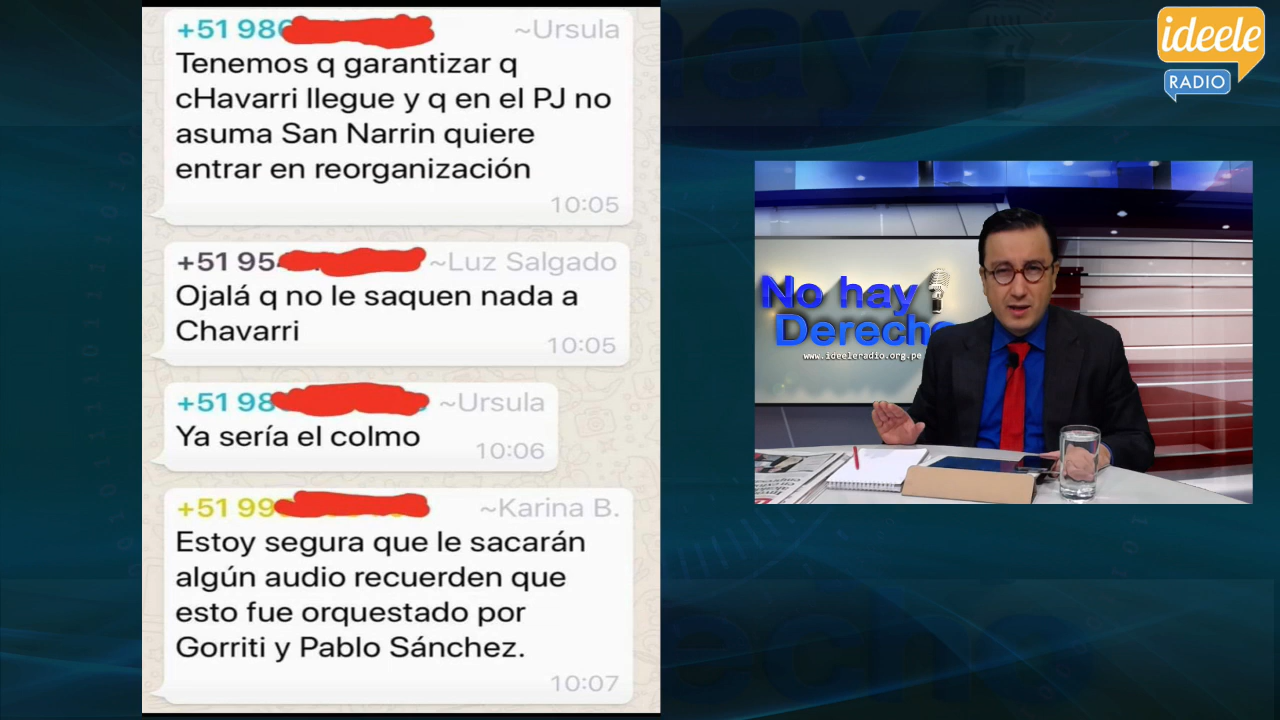 +51 98
~Ursula
Tenemos q garantizar q
cHavarri llegue y q en el PJ no
asuma San Narrin quiere
entrar en reorganización
10:05
+51 95
~Luz Salgado
Ojalá q no le saquen nada a
Chavarri
10:05
+51 98
~Ursula
Ya sería el colmo
10:06
+51 99
~Karina B.
Estoy segura que le sacarán
algún audio recuerden que
esto fue orquestado por
Gorriti y Pablo Sánchez.
10:07
ideele
RADIO
No hay
Derecho
www.ideeleradio.org.pe
hay
echo